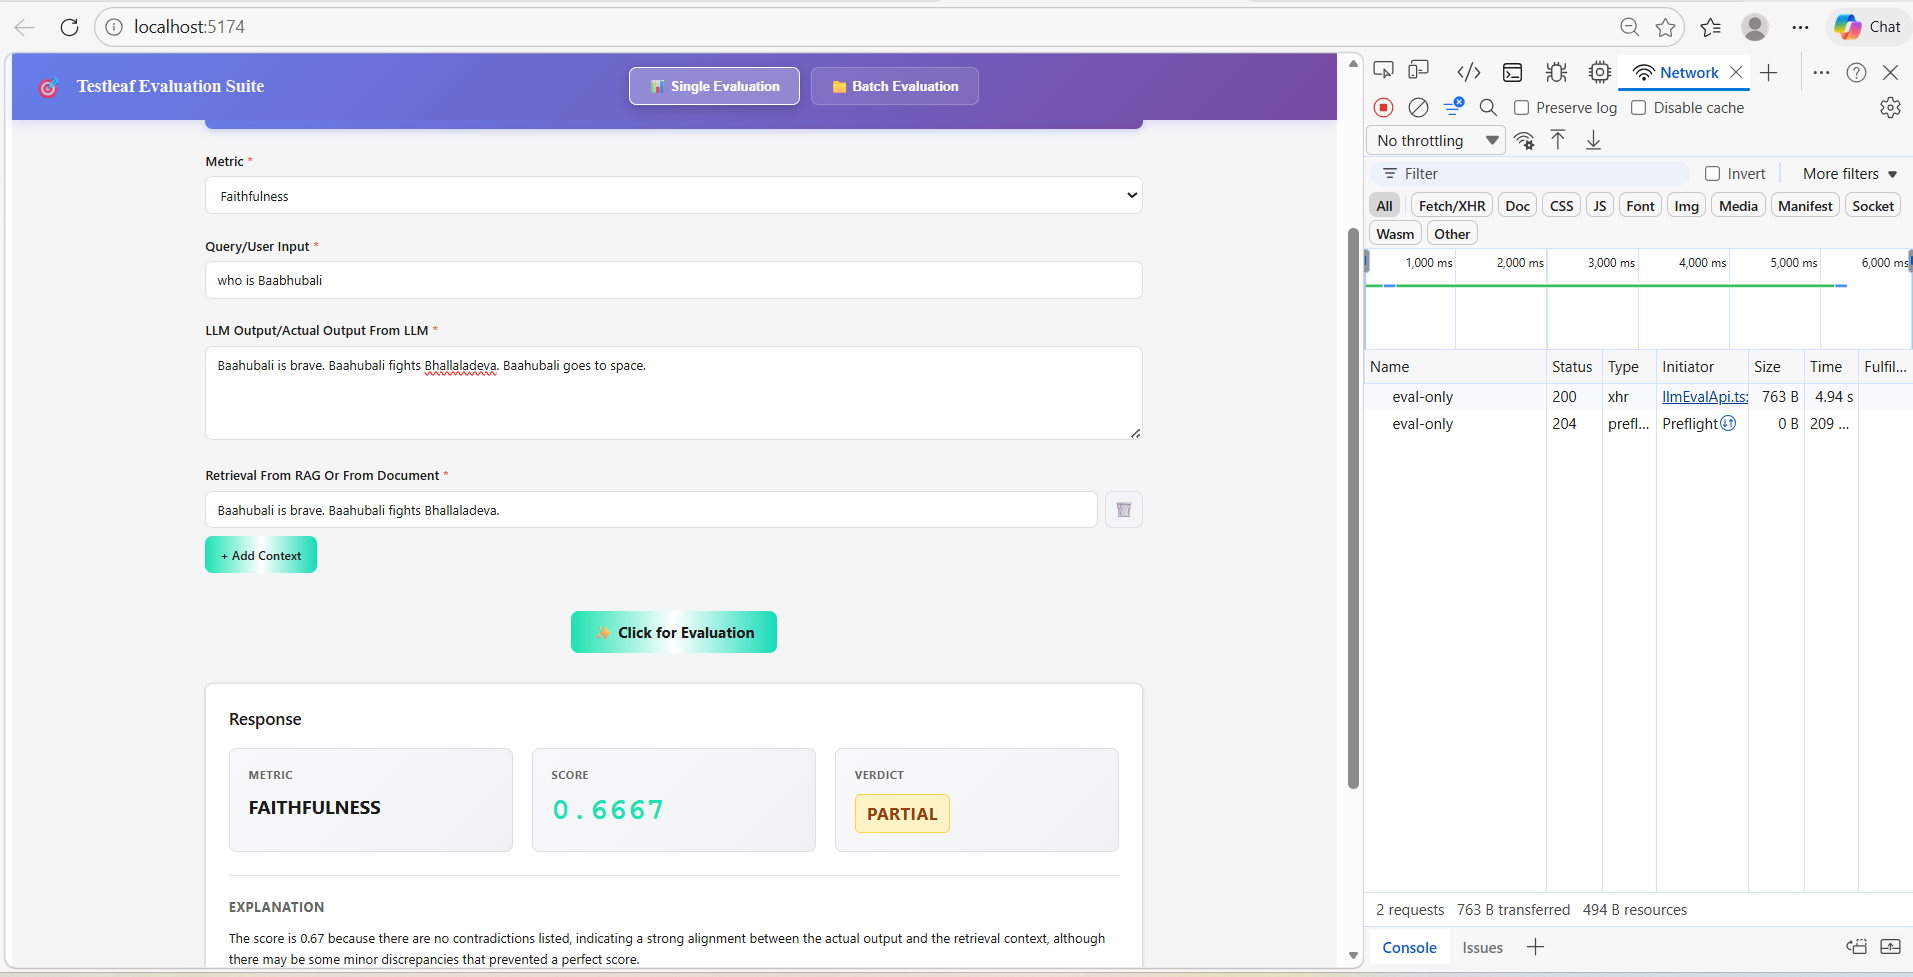 localhost:5174
Chat
Testleaf Evaluation Suite
Single Evaluation
Batch Evaluation
Metric *
Faithfulness
Query/User Input *
who is Baabhubali
LLM Output/Actual Output From LLM *
Baahubali is brave. Baahubali fights Bhallaladeva. Baahubali goes to space.
Retrieval From RAG Or From Document *
Baahubali is brave. Baahubali fights Bhallaladeva.
+ Add Context
Click for Evaluation
Response
METRIC
FAITHFULNESS
SCORE
0.6667
VERDICT
PARTIAL
EXPLANATION
The score is 0.67 because there are no contradictions listed, indicating a strong alignment between the actual output and the retrieval context, although
there may be some minor discrepancies that prevented a perfect score.
Network
Preserve log
Disable cache
No throttling
Filter
Invert
More filters
All Fetch/XHR Doc CSS JS Font Img Media Manifest Socket
Wasm Other
1,000 ms 2,000 ms 3,000 ms 4,000 ms 5,000 ms 6,000 ms
Name Status Type Initiator Size Time Fulfil...
eval-only 200 xhr llmEvalApi.ts: 763 B 4.94 s
eval-only 204 prefl... Preflight 0 B 209 ...
2 requests 763 B transferred 494 B resources
Console Issues